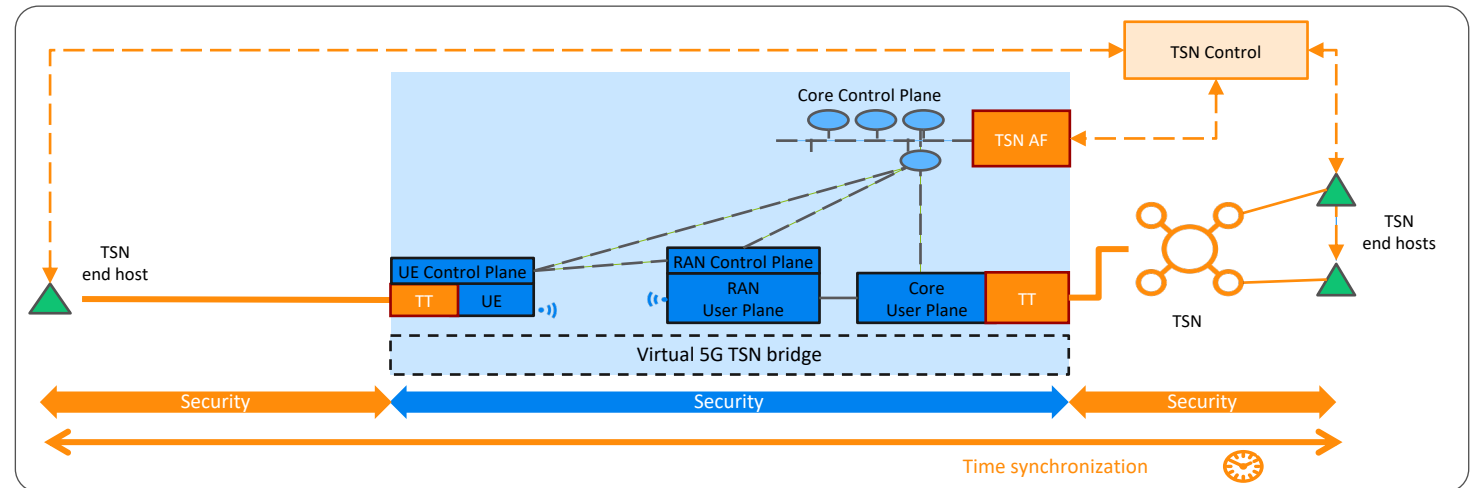 TSN Control
Core Control Plane
TSN AF
TSN
end host
TSN
end hosts
UE Control Plane
RAN Control Plane
TT
UE
RAN
User Plane
Core
User Plane
TT
TSN
Virtual 5G TSN bridge
Security
Security
Security
Time synchronization